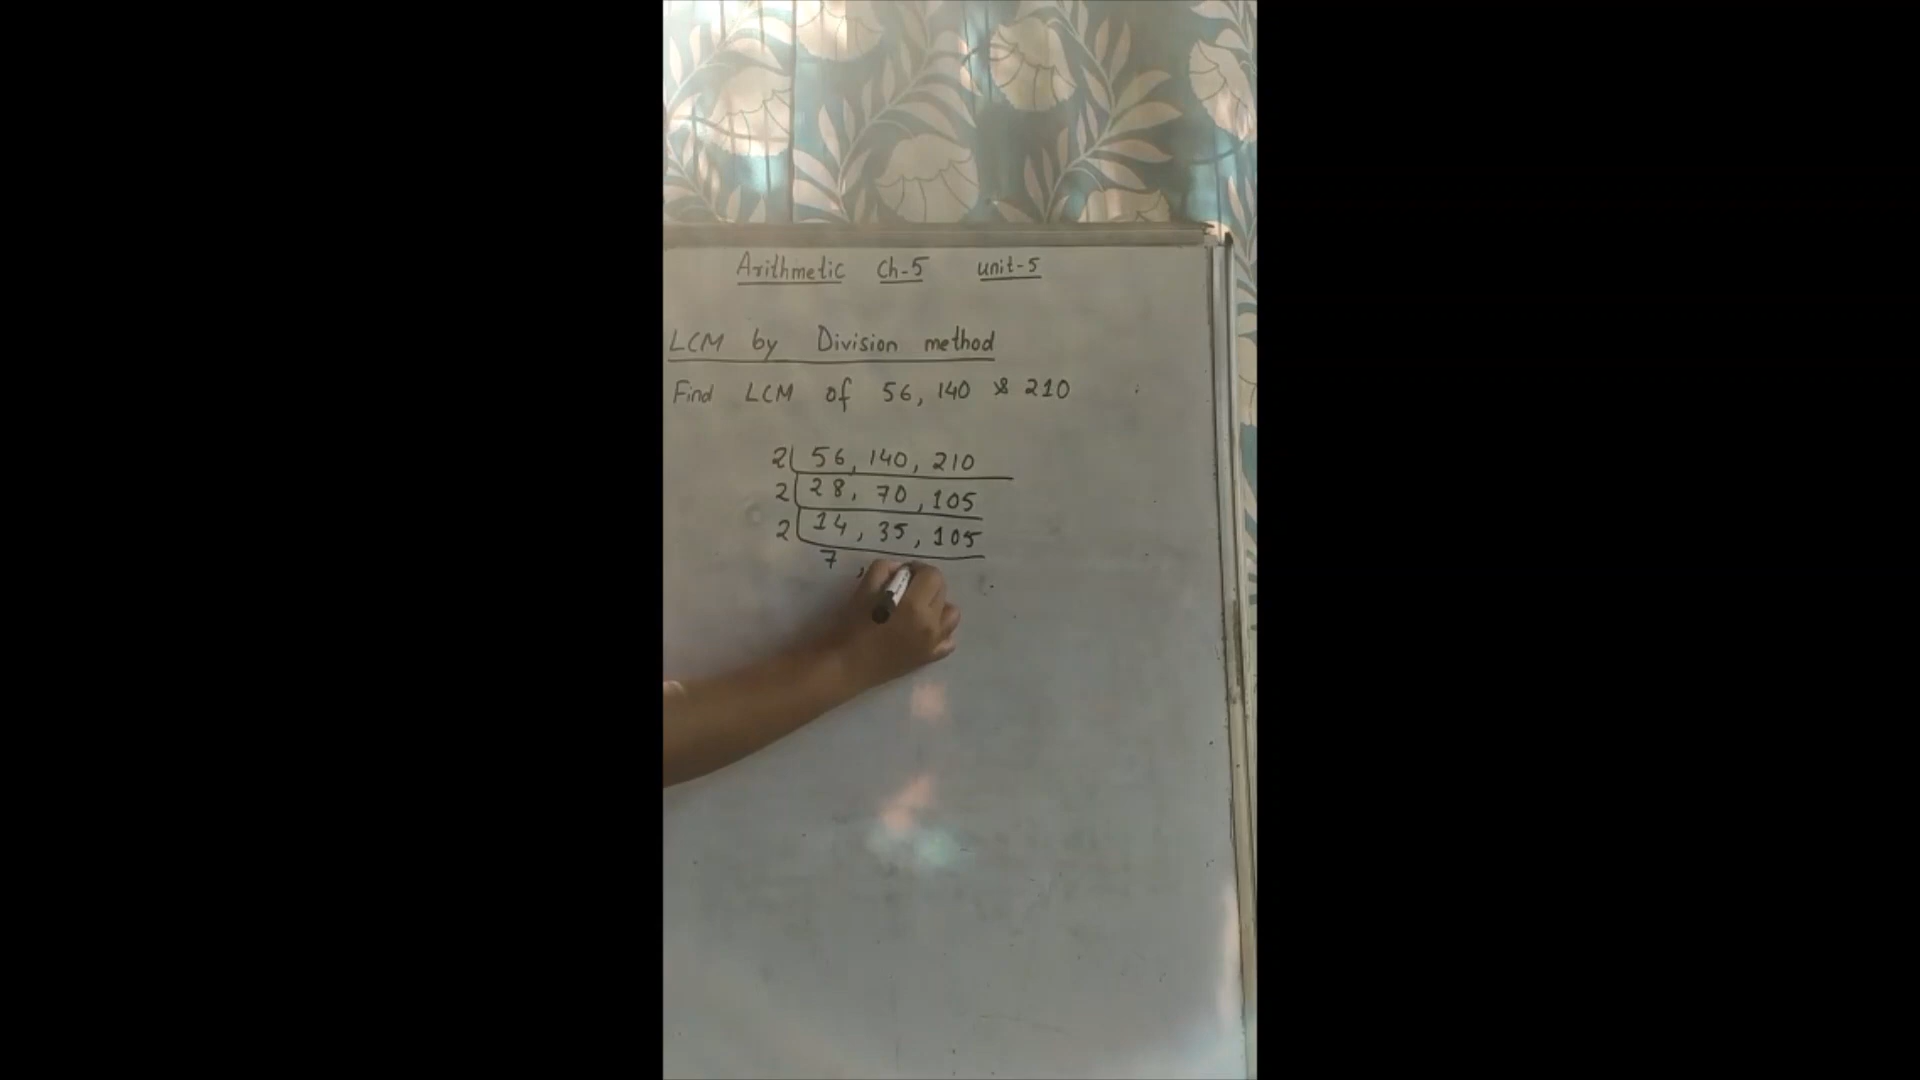 Arithmetic Ch-5 unit-5
LCM by Division method
Find LCM of 56, 140 & 210
2 56, 140, 210
2 28, 70, 105
2 14, 35, 105
7 ,